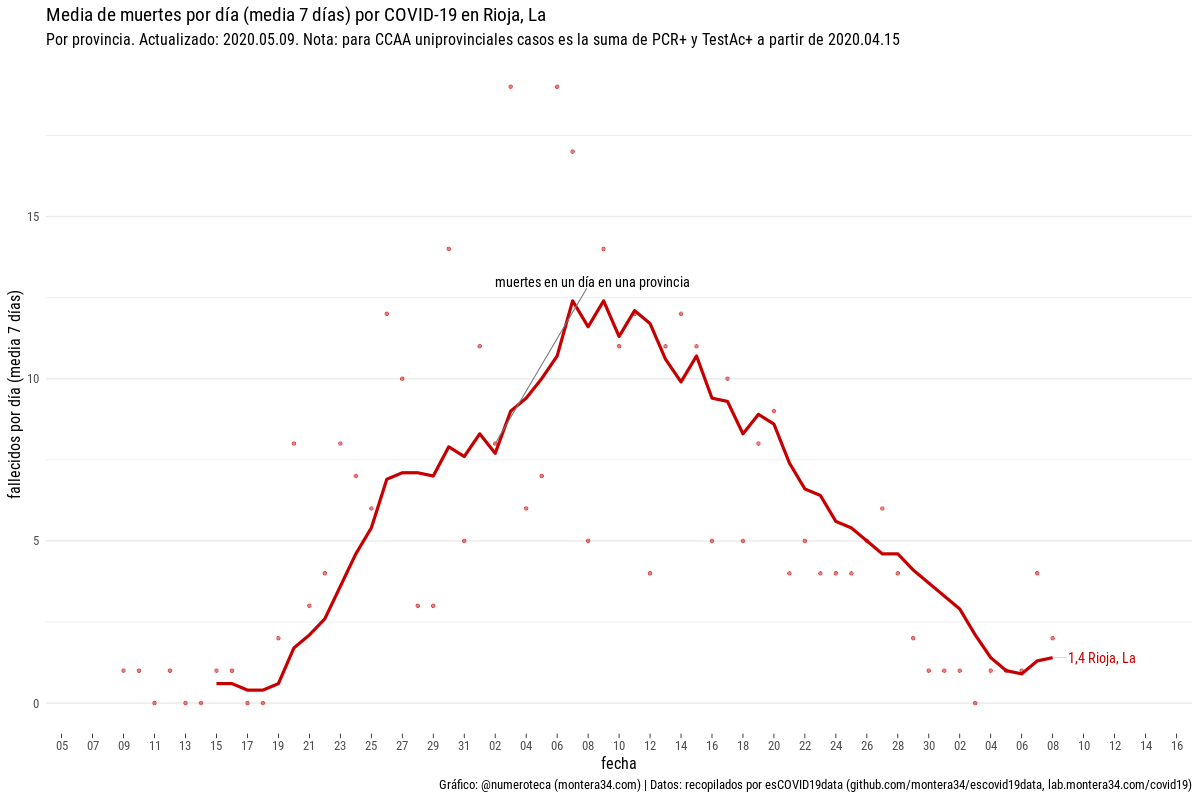 Media de muertes por día (media 7 días) por COVID-19 en Rioja, La
Por provincia. Actualizado: 2020.05.09. Nota: para CCAA uniprovinciales casos es la suma de PCR+ y TestAc+ a partir de 2020.04.15
fallecidos por día (media 7 días)
15
10
5
0
muertes en un día en una provincia
1,4 Rioja, La
05 07 09 11 13 15 17 19 21 23 25 27 29 31 02 04 06 08 10 12 14 16 18 20 22 24 26 28 30 02 04 06 08 10 12 14 16
fecha
Gráfico: @numeroteca (montera34.com) | Datos: recopilados por esCOVID19data (github.com/montera34/escovid19data, lab.montera34.com/covid19)